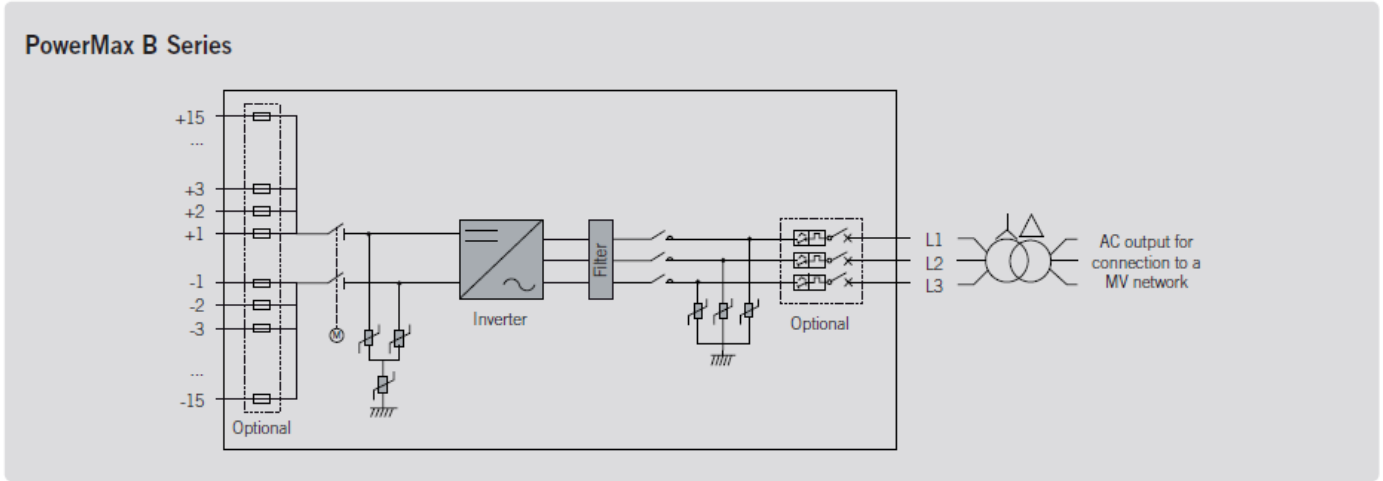 PowerMax B Series
+15
...
+3
+2
+1
-1
-2
-3
...
-15
Optional
M
Inverter
Filter
Optional
L1
L2
L3
AC output for
connection to a
MV network